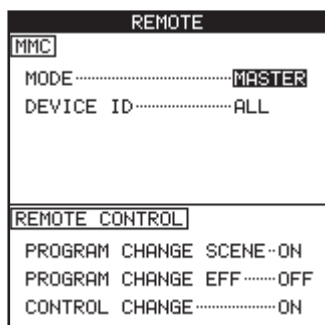 REMOTE
MMC
MODE································MASTER
DEVICE ID····················ALL
REMOTE CONTROL
PROGRAM CHANGE SCENE··ON
PROGRAM CHANGE EFF·······OFF
CONTROL CHANGE·················ON